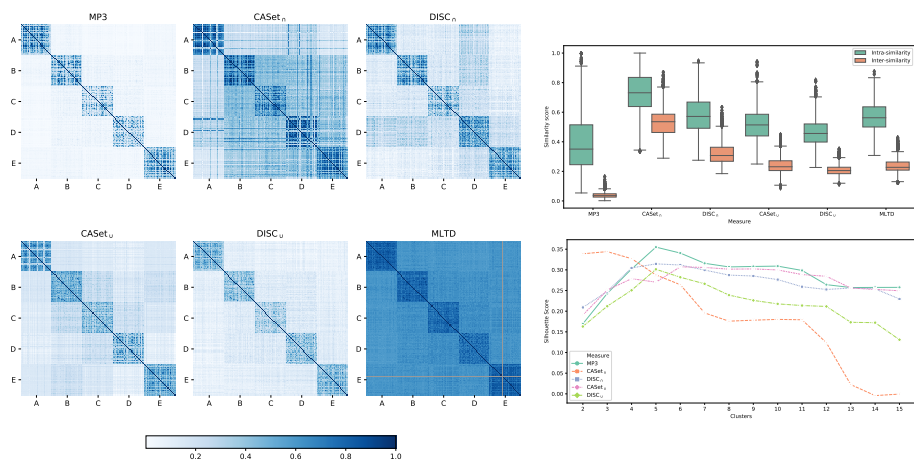 MP3
CASet∩
DISC∩
A
B
C
D
E
A B C D E
A B C D E
A B C D E
CASet∪
DISC∪
MLTD
A
B
C
D
E
A B C D E
A B C D E
A B C D E
0.2 0.4 0.6 0.8 1.0
Intra-similarity
Inter-similarity
1.0
0.8
0.6
0.4
0.2
0.0
Similarity score
MP3 CASet∩ DISC∩ CASet∪ DISC∪ MLTD
Measure
0.35
0.30
0.25
0.20
0.15
0.10
0.05
0.00
Silhouette Score
Measure
MP3
CASet∩
DISC∩
CASet∪
DISC∪
2 3 4 5 6 7 8 9 10 11 12 13 14 15
Clusters